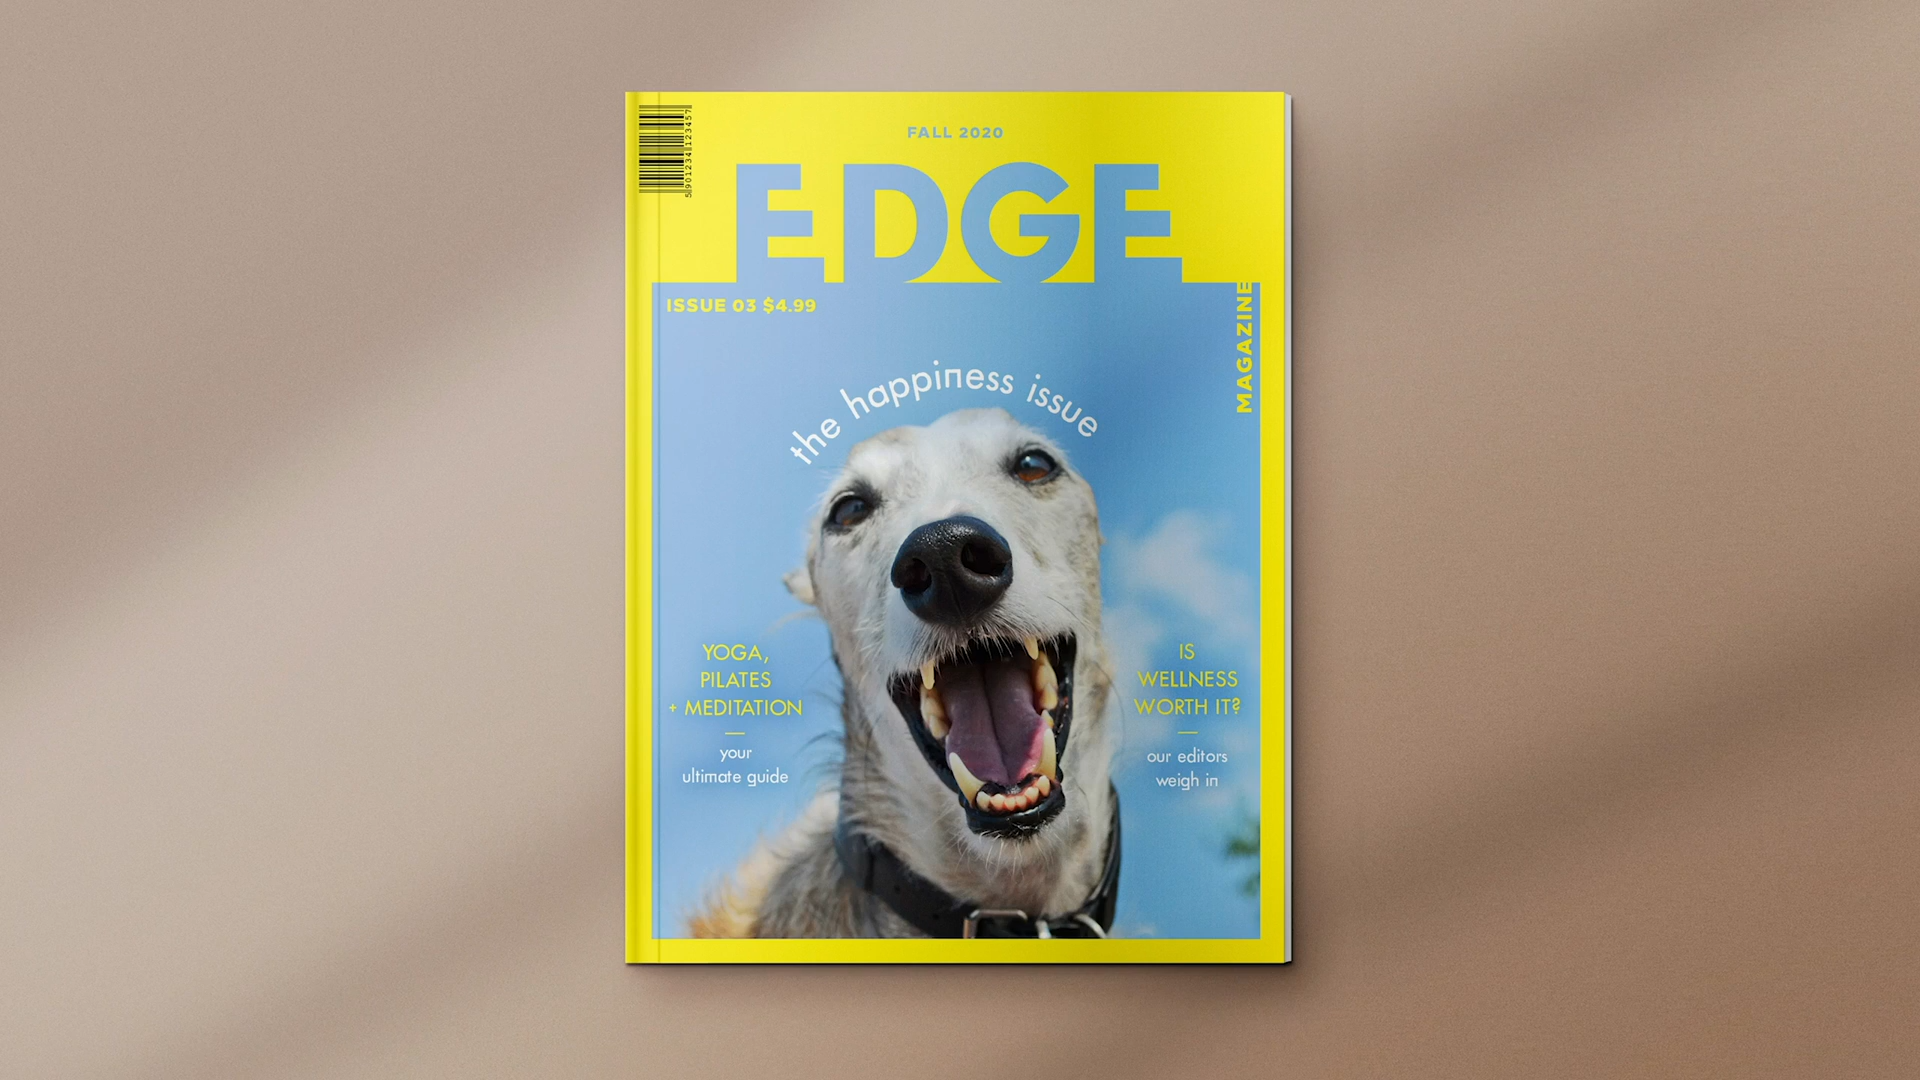 5901234123457
FALL 2020
EDGE
ISSUE 03 $4.99
MAGAZINE
the happiness issue
YOGA,
PILATES
+ MEDITATION
your
ultimate guide
IS
WELLNESS
WORTH IT?
our editors
weigh in